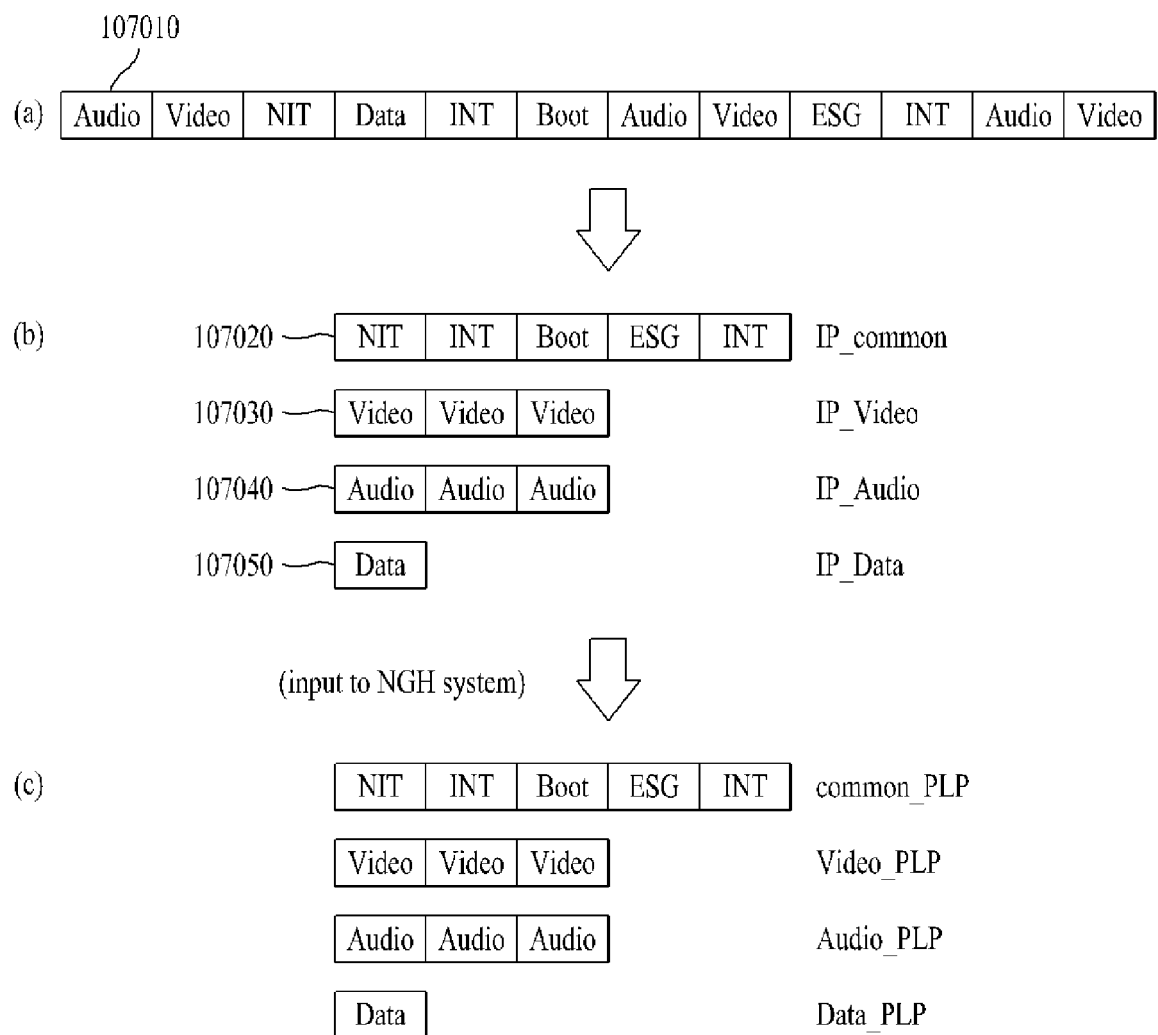 107010
(a) Audio Video NIT Data INT Boot Audio Video ESG INT Audio Video
(b) 107020 NIT INT Boot ESG INT IP_common
107030 Video Video Video IP_Video
107040 Audio Audio Audio IP_Audio
107050 Data IP_Data
(input to NGH system)
(c) NIT INT Boot ESG INT common_PLP
Video Video Video Video_PLP
Audio Audio Audio Audio_PLP
Data Data_PLP